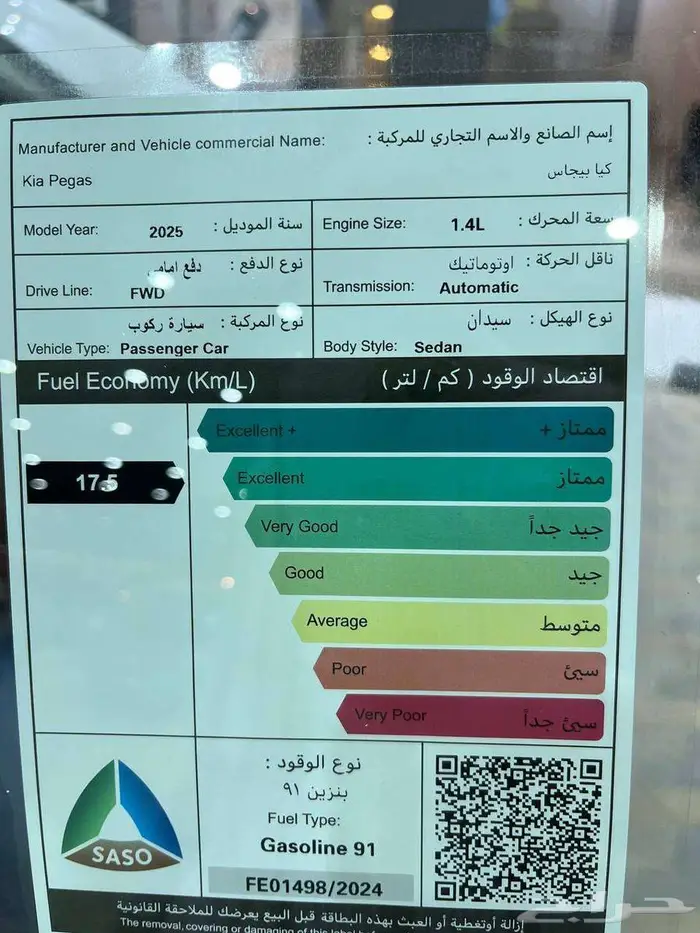 Manufacturer and Vehicle commercial Name: إسم الصانع والاسم التجاري للمركبة :
Kia Pegas كيا بيجاس
Model Year: 2025 سنة الموديل :
Engine Size: 1.4L سعة المحرك :
نوع الدفع : دفع امامي
Drive Line: FWD
ناقل الحركة : اوتوماتيك
Transmission: Automatic
نوع المركبة : سيارة ركوب
Vehicle Type: Passenger Car
نوع الهيكل : سيدان
Body Style: Sedan
Fuel Economy (Km/L) اقتصاد الوقود ( كم / لتر )
Excellent + ممتاز +
17.5
Excellent ممتاز
Very Good جيد جداً
Good جيد
Average متوسط
Poor سيئ
Very Poor سيئ جداً
SASO
نوع الوقود :
بنزين ٩١
Fuel Type:
Gasoline 91
FE01498/2024
إزالة أوتغطية أو العبث بهذه البطاقة قبل البيع يعرضك للملاحقة القانونية
The removal, covering or damaging of this label
حراج